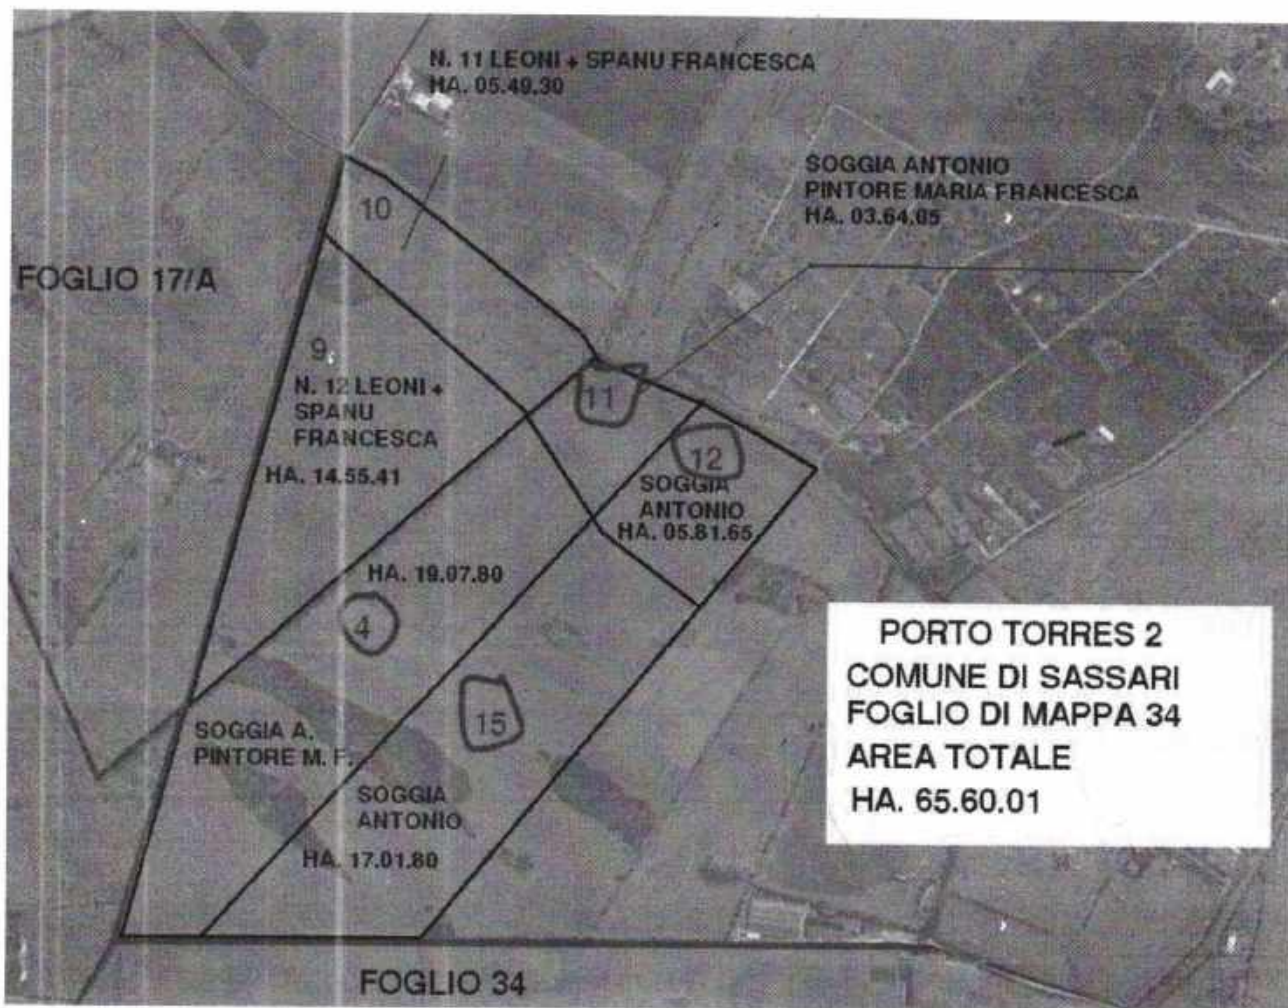 N. 11 LEONI + SPANU FRANCESCA
HA. 05.49.30
SOGGIA ANTONIO
PINTORE MARIA FRANCESCA
HA. 03.64.05
10
FOGLIO 17/A
9
N. 12 LEONI +
SPANU
FRANCESCA
HA. 14.55.41
11
12
SOGGIA
ANTONIO
HA. 05.81.65
HA. 19.07.80
4
15
SOGGIA A.
PINTORE M. F.
SOGGIA
ANTONIO
HA. 17.01.80
PORTO TORRES 2
COMUNE DI SASSARI
FOGLIO DI MAPPA 34
AREA TOTALE
HA. 65.60.01
FOGLIO 34